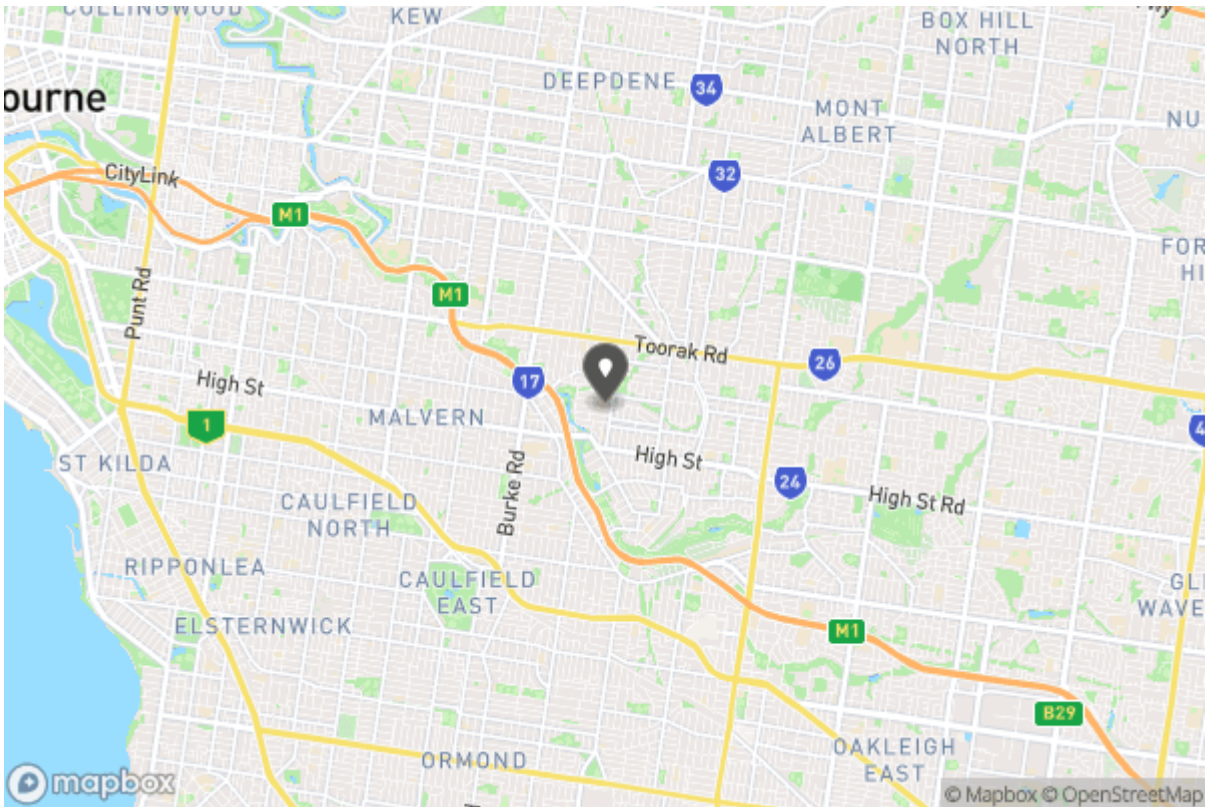 COLLINGWOOD
KEW
BOX HILL
NORTH
DEEPDENE
34
ourne
MONT
ALBERT
NU
CityLink
32
M1
FOR
HI
Punt Rd
M1
Toorak Rd
26
High St
17
MALVERN
1
4
ST KILDA
High St
24
Burke Rd
High St Rd
CAULFIELD
NORTH
RIPPONLEA
CAULFIELD
EAST
GLE
WAVE
ELSTERNWICK
M1
B29
ORMOND
OAKLEIGH
EAST
mapbox
© Mapbox © OpenStreetMap